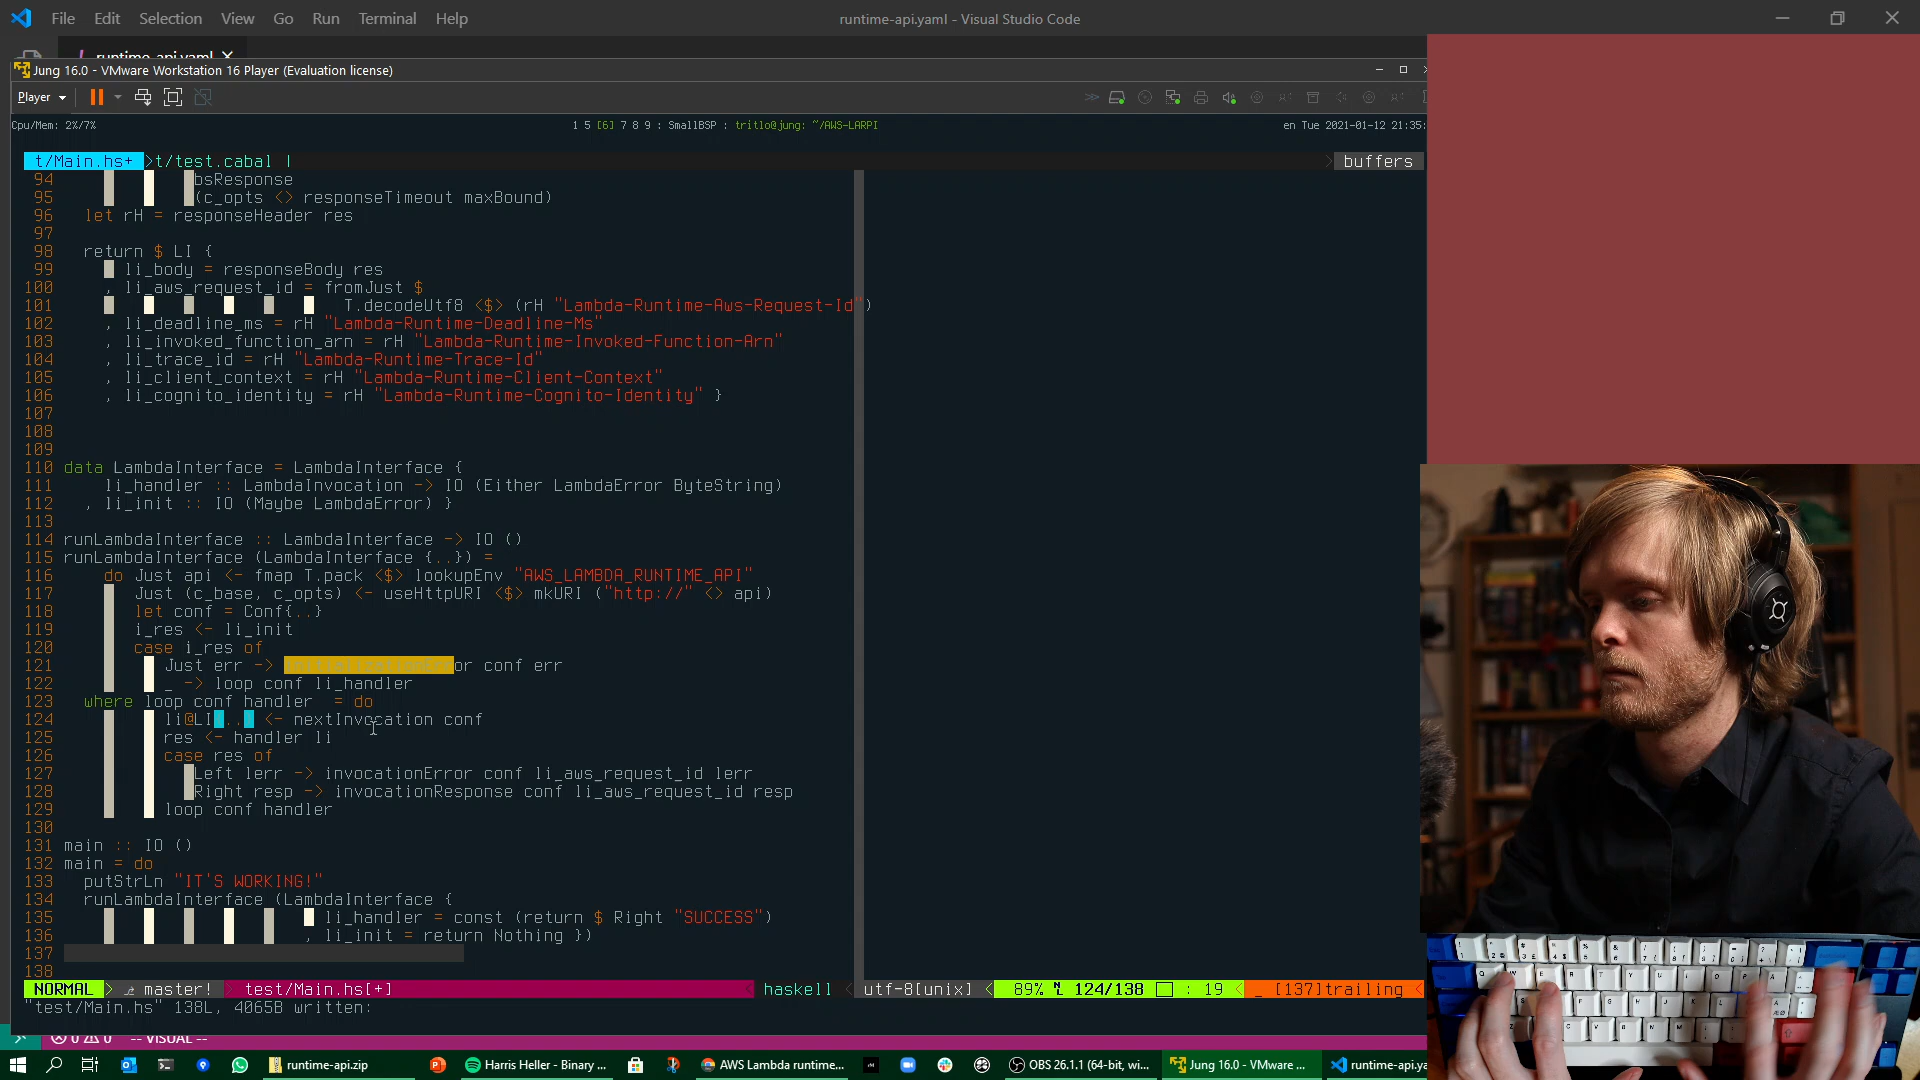 File Edit Selection View Go Run Terminal Help
runtime-api.yaml - Visual Studio Code
runtime-api.yaml
Jung 16.0 - VMware Workstation 16 Player (Evaluation license)
Player
Cpu/Mem: 2%/7%
1 5 [6] 7 8 9 : SmallBSP : tritlo@jung: ~/AWS-LARPI
en Tue 2021-01-12 21:35:
t/Main.hs+ >t/test.cabal |
buffers
94 bsResponse
95 (c_opts <> responseTimeout maxBound)
96 let rH = responseHeader res
97
98 return $ LI {
99 li_body = responseBody res
100 , li_aws_request_id = fromJust $
101 T.decodeUtf8 <$> (rH "Lambda-Runtime-Aws-Request-Id")
102 , li_deadline_ms = rH "Lambda-Runtime-Deadline-Ms"
103 , li_invoked_function_arn = rH "Lambda-Runtime-Invoked-Function-Arn"
104 , li_trace_id = rH "Lambda-Runtime-Trace-Id"
105 , li_client_context = rH "Lambda-Runtime-Client-Context"
106 , li_cognito_identity = rH "Lambda-Runtime-Cognito-Identity" }
107
108
109
110 data LambdaInterface = LambdaInterface {
111 li_handler :: LambdaInvocation -> IO (Either LambdaError ByteString)
112 , li_init :: IO (Maybe LambdaError) }
113
114 runLambdaInterface :: LambdaInterface -> IO ()
115 runLambdaInterface (LambdaInterface {..}) =
116 do Just api <- fmap T.pack <$> lookupEnv "AWS_LAMBDA_RUNTIME_API"
117 Just (c_base, c_opts) <- useHttpURI <$> mkURI ("http://" <> api)
118 let conf = Conf{..}
119 i_res <- li_init
120 case i_res of
121 Just err -> initializationError conf err
122 _ -> loop conf li_handler
123 where loop conf handler = do
124 li@LI{..} <- nextInvocation conf
125 res <- handler li
126 case res of
127 Left lerr -> invocationError conf li_aws_request_id lerr
128 Right resp -> invocationResponse conf li_aws_request_id resp
129 loop conf handler
130
131 main :: IO ()
132 main = do
133 putStrLn "IT'S WORKING!"
134 runLambdaInterface (LambdaInterface {
135 li_handler = const (return $ Right "SUCCESS")
136 , li_init = return Nothing })
137
138
NORMAL > master! > test/Main.hs[+]
haskell < utf-8[unix] < 89% 124/138 : 19 < _ [137]trailing <
"test/Main.hs" 138L, 4065B written:
0 0 -- VISUAL --
runtime-api.zip
Harris Heller - Binary ...
AWS Lambda runtime...
OBS 26.1.1 (64-bit, wi...
Jung 16.0 - VMware ...
runtime-api.ya